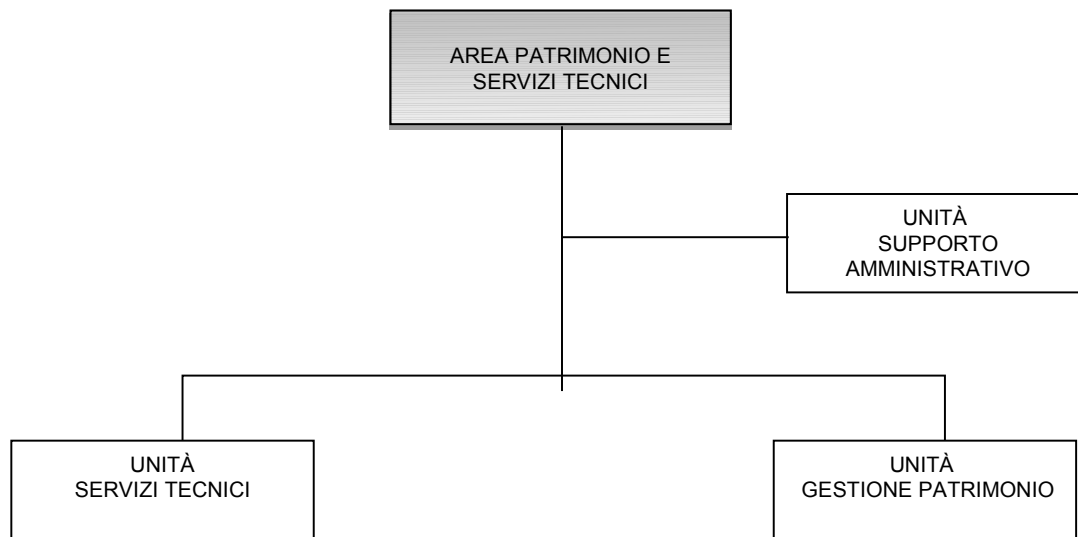 AREA PATRIMONIO E
SERVIZI TECNICI
UNITÀ
SUPPORTO
AMMINISTRATIVO
UNITÀ
SERVIZI TECNICI
UNITÀ
GESTIONE PATRIMONIO